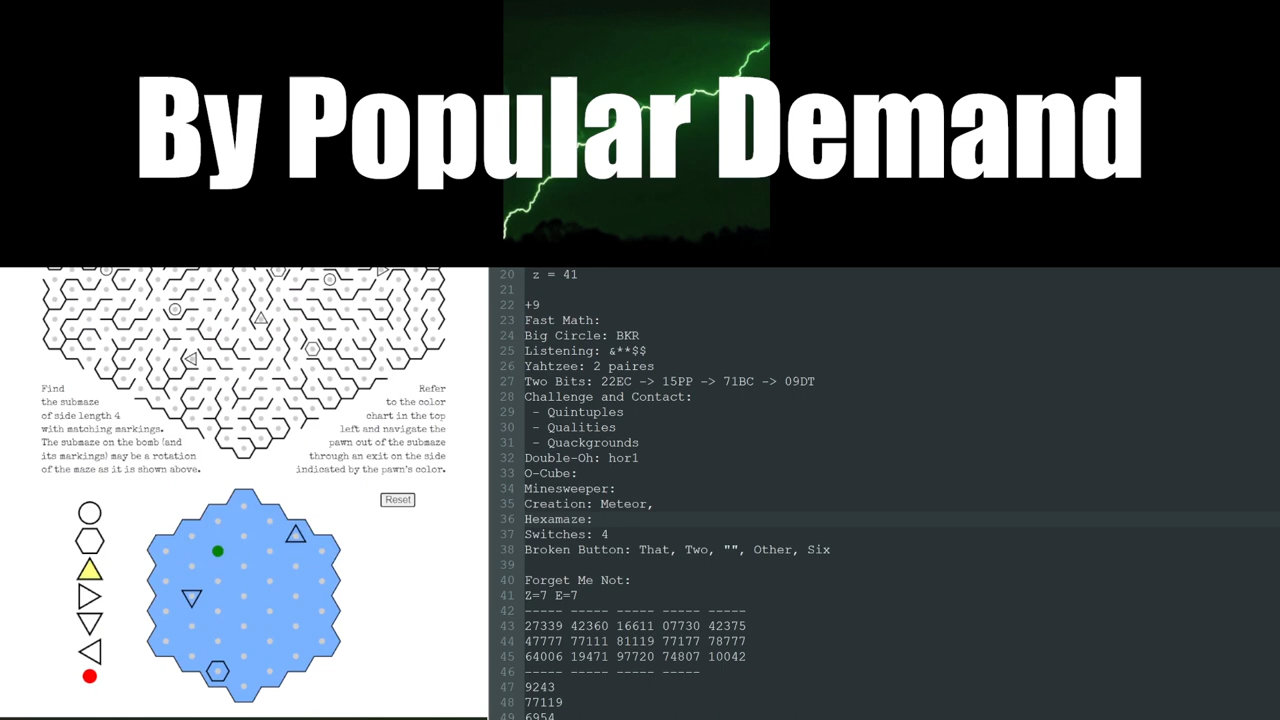 By Popular Demand
Find
the submaze
of side length 4
with matching markings.
The submaze on the bomb (and
its markings) may be a rotation
of the maze as it is shown above.
Refer
to the color
chart in the top
left and navigate the
pawn out of the submaze
through an exit on the side
indicated by the pawn's color.
Reset
20 z = 41
21
22 +9
23 Fast Math:
24 Big Circle: BKR
25 Listening: &**$$
26 Yahtzee: 2 paires
27 Two Bits: 22EC -> 15PP -> 71BC -> 09DT
28 Challenge and Contact:
29 - Quintuples
30 - Qualities
31 - Quackgrounds
32 Double-Oh: hor1
33 O-Cube:
34 Minesweeper:
35 Creation: Meteor,
36 Hexamaze:
37 Switches: 4
38 Broken Button: That, Two, "", Other, Six
39
40 Forget Me Not:
41 Z=7 E=7
42 ----- ----- ----- ----- -----
43 27339 42360 16611 07730 42375
44 47777 77111 81119 77177 78777
45 64006 19471 97720 74807 10042
46 ----- ----- ----- -----
47 9243
48 77119
49 6954